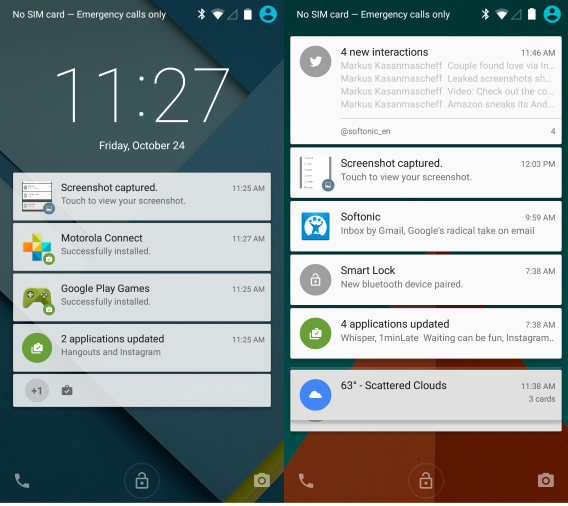 No SIM card — Emergency calls only
11:27
Friday, October 24
Screenshot captured. 11:25 AM
Touch to view your screenshot.
Motorola Connect 11:27 AM
Successfully installed.
Google Play Games 11:25 AM
Successfully installed.
2 applications updated 11:25 AM
Hangouts and Instagram
+1
No SIM card — Emergency calls only
4 new interactions 11:46 AM
Markus Kasanmascheff Couple found love via In...
Markus Kasanmascheff Leaked screenshots sh...
Markus Kasanmascheff Video: Check out the co...
Markus Kasanmascheff Amazon sneaks its And...
@softonic_en 4
Screenshot captured. 12:03 PM
Touch to view your screenshot.
Softonic 9:59 AM
Inbox by Gmail, Google's radical take on email
Smart Lock 7:38 AM
New bluetooth device paired.
4 applications updated 7:38 AM
Whisper, 1minLate Waiting can be fun, Instagram..
63° - Scattered Clouds 11:38 AM
3 cards